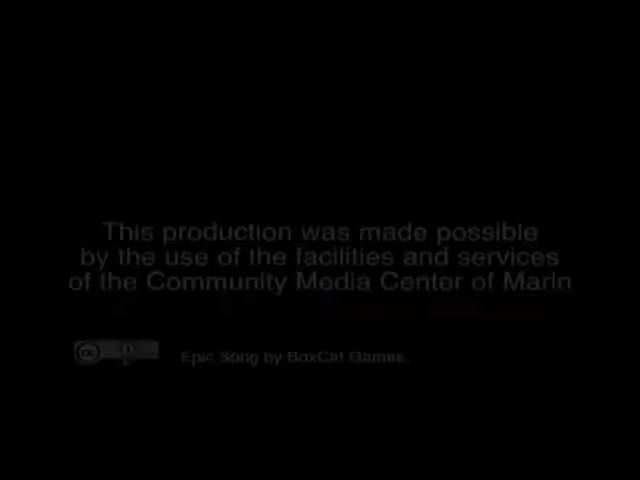 This production was made possible
by the use of the facilities and services
of the Community Media Center of Marin
Epic Song by BoxCat Games